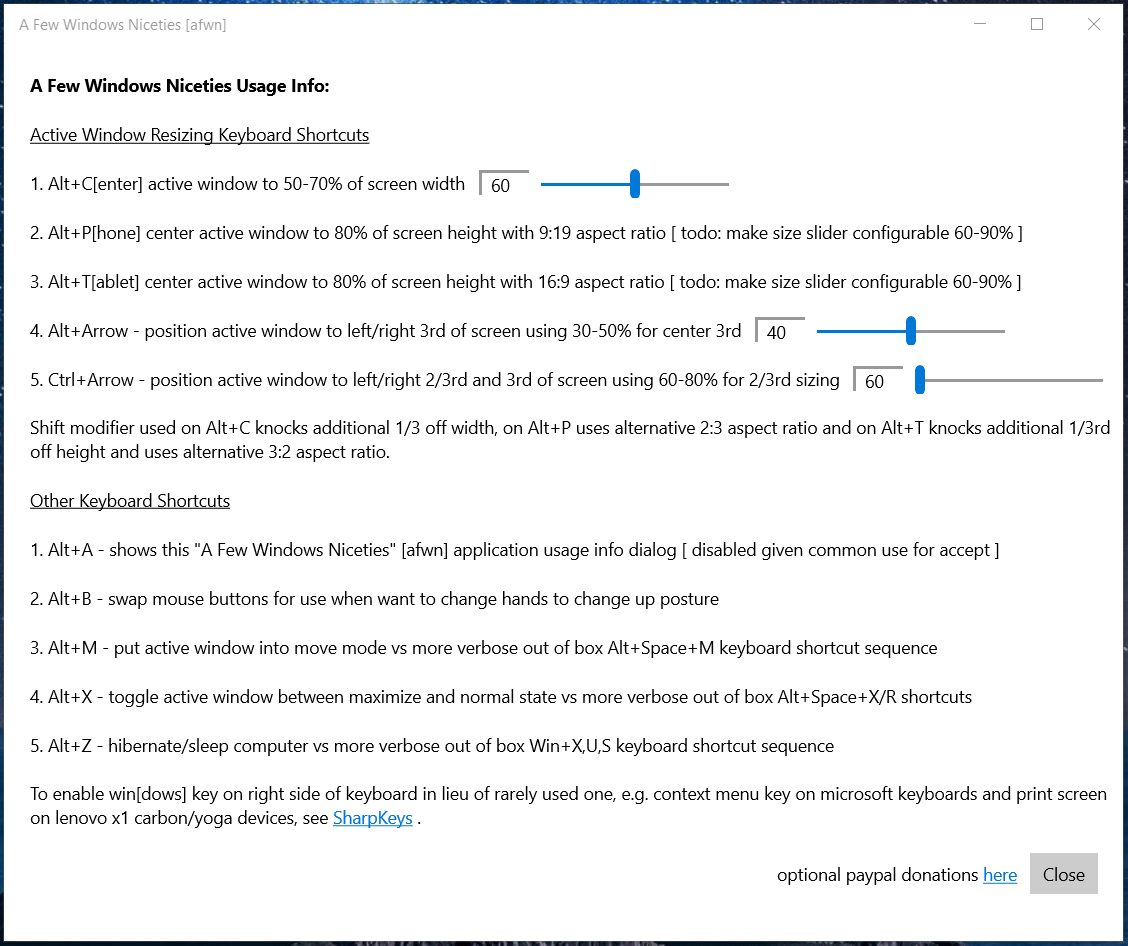 A Few Windows Niceties [afwn]
A Few Windows Niceties Usage Info:
Active Window Resizing Keyboard Shortcuts
1. Alt+C[enter] active window to 50-70% of screen width 60
2. Alt+P[hone] center active window to 80% of screen height with 9:19 aspect ratio [ todo: make size slider configurable 60-90% ]
3. Alt+T[ablet] center active window to 80% of screen height with 16:9 aspect ratio [ todo: make size slider configurable 60-90% ]
4. Alt+Arrow - position active window to left/right 3rd of screen using 30-50% for center 3rd 40
5. Ctrl+Arrow - position active window to left/right 2/3rd and 3rd of screen using 60-80% for 2/3rd sizing 60
Shift modifier used on Alt+C knocks additional 1/3 off width, on Alt+P uses alternative 2:3 aspect ratio and on Alt+T knocks additional 1/3rd
off height and uses alternative 3:2 aspect ratio.
Other Keyboard Shortcuts
1. Alt+A - shows this "A Few Windows Niceties" [afwn] application usage info dialog [ disabled given common use for accept ]
2. Alt+B - swap mouse buttons for use when want to change hands to change up posture
3. Alt+M - put active window into move mode vs more verbose out of box Alt+Space+M keyboard shortcut sequence
4. Alt+X - toggle active window between maximize and normal state vs more verbose out of box Alt+Space+X/R shortcuts
5. Alt+Z - hibernate/sleep computer vs more verbose out of box Win+X,U,S keyboard shortcut sequence
To enable win[dows] key on right side of keyboard in lieu of rarely used one, e.g. context menu key on microsoft keyboards and print screen
on lenovo x1 carbon/yoga devices, see SharpKeys .
optional paypal donations here Close